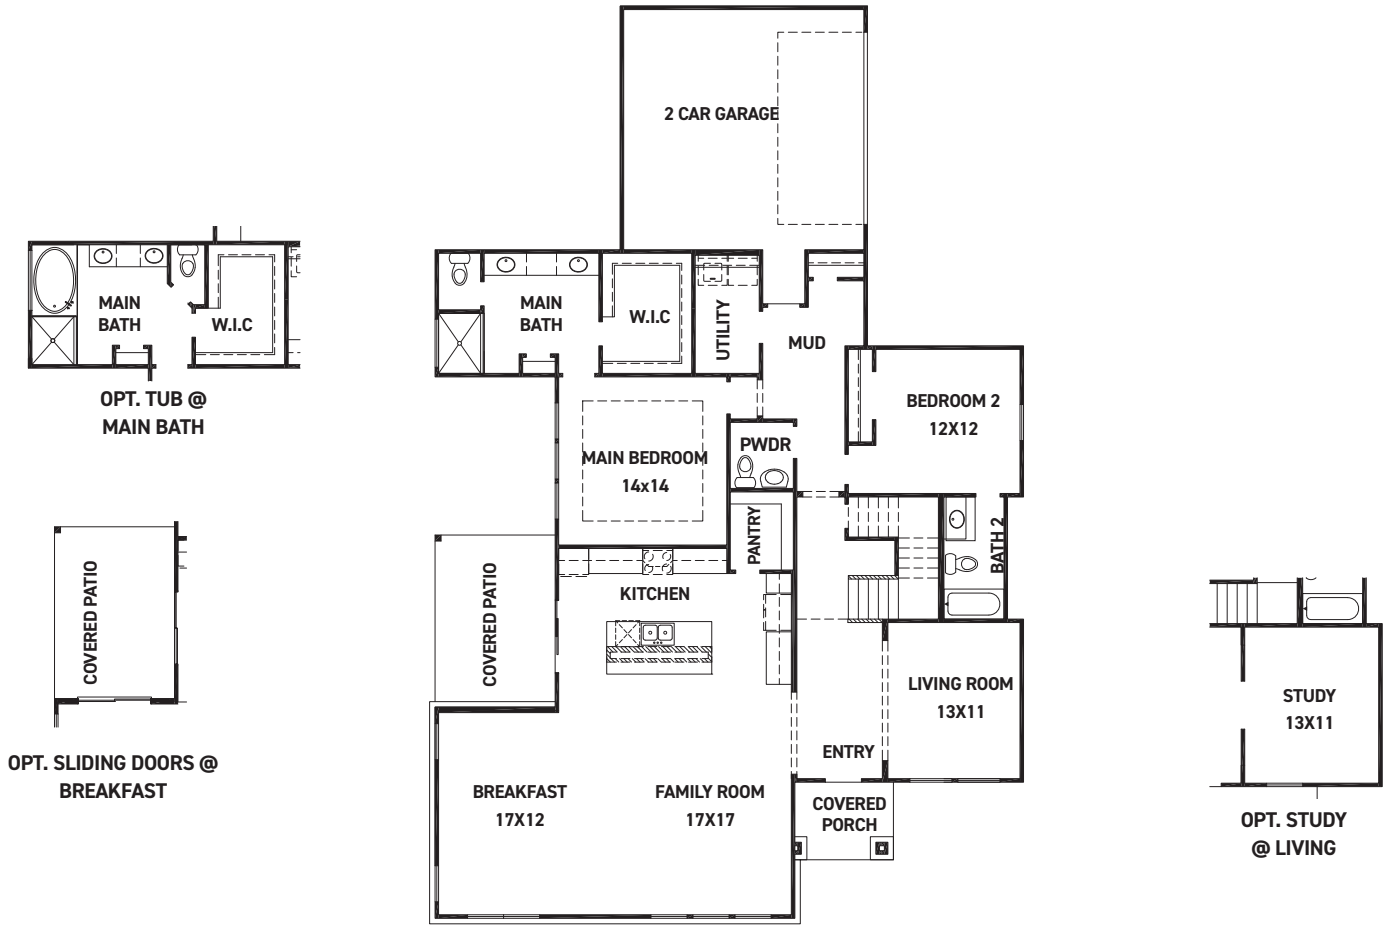 2 CAR GARAGE
MAIN
BATH
W.I.C
OPT. TUB @
MAIN BATH
MAIN
BATH
W.I.C
UTILITY
MUD
BEDROOM 2
12X12
MAIN BEDROOM
14x14
PWDR
PANTRY
BATH 2
COVERED PATIO
OPT. SLIDING DOORS @
BREAKFAST
COVERED PATIO
KITCHEN
LIVING ROOM
13X11
ENTRY
BREAKFAST
17X12
FAMILY ROOM
17X17
COVERED
PORCH
STUDY
13X11
OPT. STUDY
@ LIVING